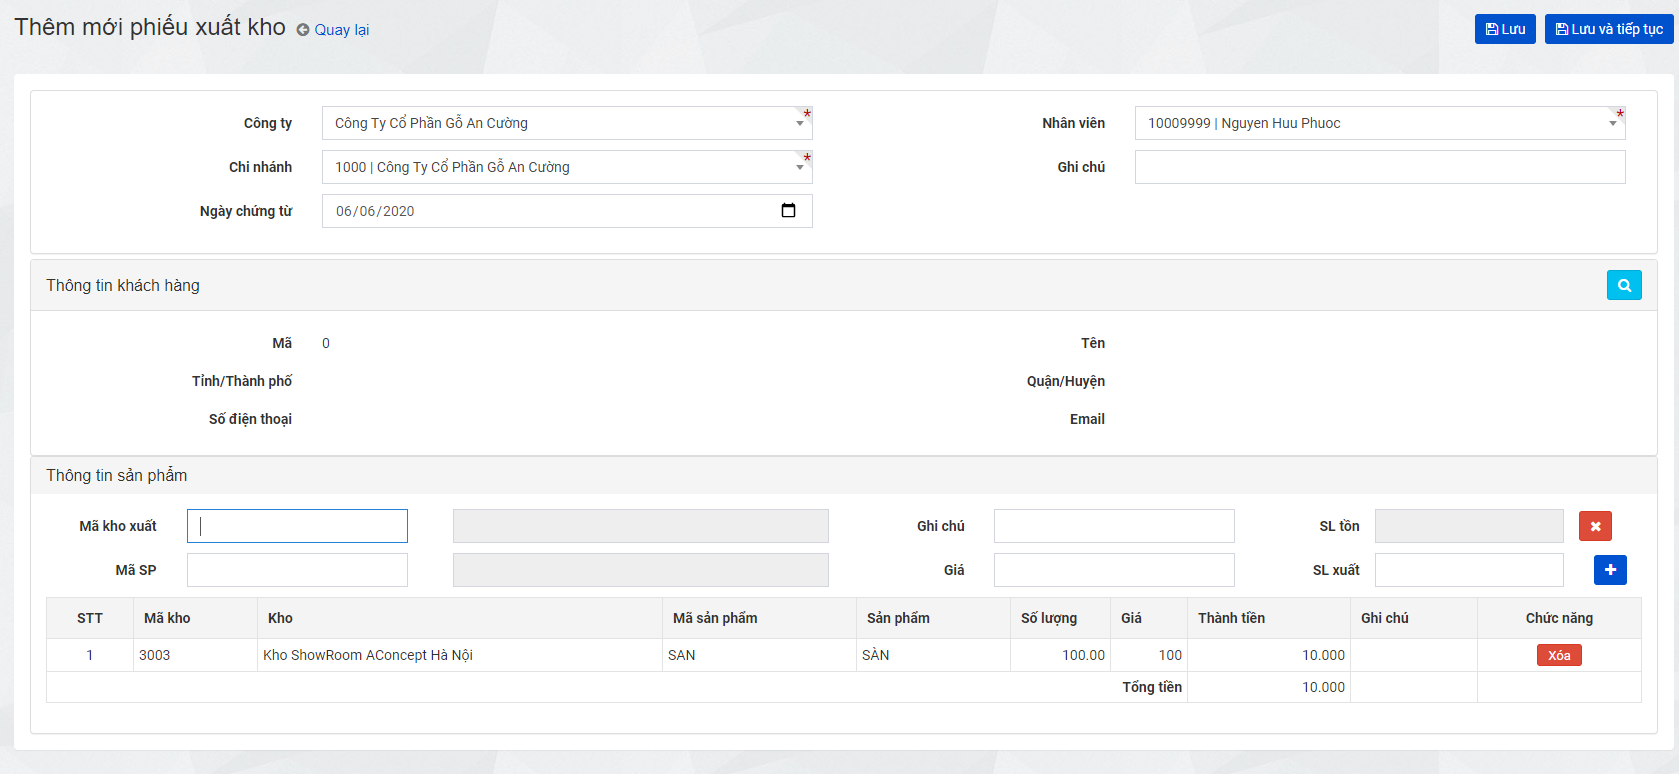 Thêm mới phiếu xuất kho Quay lại Lưu Lưu và tiếp tục
Công ty Công Ty Cổ Phần Gỗ An Cường * Nhân viên 10009999 | Nguyen Huu Phuoc *
Chi nhánh 1000 | Công Ty Cổ Phần Gỗ An Cường * Ghi chú
Ngày chứng từ 06/06/2020
Thông tin khách hàng
Mã 0 Tên
Tỉnh/Thành phố Quận/Huyện
Số điện thoại Email
Thông tin sản phẩm
Mã kho xuất Ghi chú SL tồn
Mã SP Giá SL xuất
STT Mã kho Kho Mã sản phẩm Sản phẩm Số lượng Giá Thành tiền Ghi chú Chức năng
1 3003 Kho ShowRoom AConcept Hà Nội SAN SÀN 100.00 100 10.000 Xóa
Tổng tiền 10.000